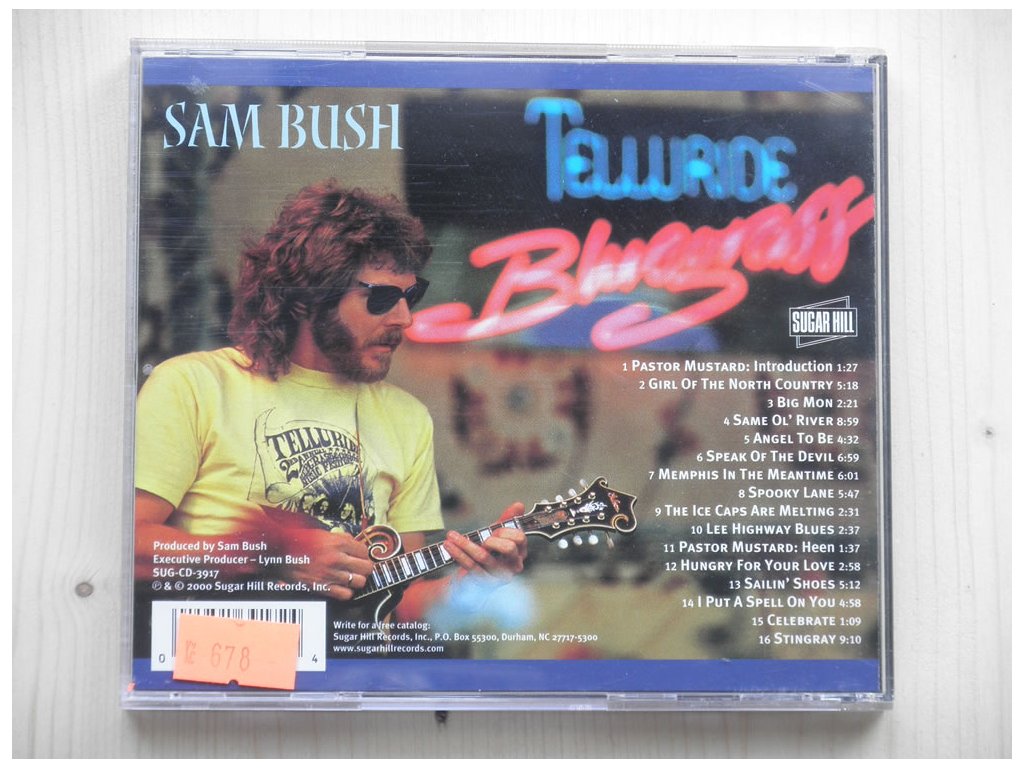 SAM BUSH
TELLURIDE
Bluegrass
SUGAR HILL
1 PASTOR MUSTARD: Introduction 1:27
2 GIRL OF THE NORTH COUNTRY 5:18
3 BIG MON 2:21
4 SAME OL' RIVER 8:59
5 ANGEL TO BE 4:32
6 SPEAK OF THE DEVIL 6:59
7 MEMPHIS IN THE MEANTIME 6:01
8 SPOOKY LANE 5:47
9 THE ICE CAPS ARE MELTING 2:31
10 LEE HIGHWAY BLUES 2:37
11 PASTOR MUSTARD: HEEN 1:37
12 HUNGRY FOR YOUR LOVE 2:58
13 SAILIN' SHOES 5:12
14 I PUT A SPELL ON YOU 4:58
15 CELEBRATE 1:09
16 STINGRAY 9:10
TELLURIDE
Produced by Sam Bush
Executive Producer – Lynn Bush
SUG-CD-3917
℗ & © 2000 Sugar Hill Records, Inc.
Write for a free catalog:
Sugar Hill Records, Inc., P.O. Box 55300, Durham, NC 27717-5300
www.sugarhillrecords.com
0 4
678